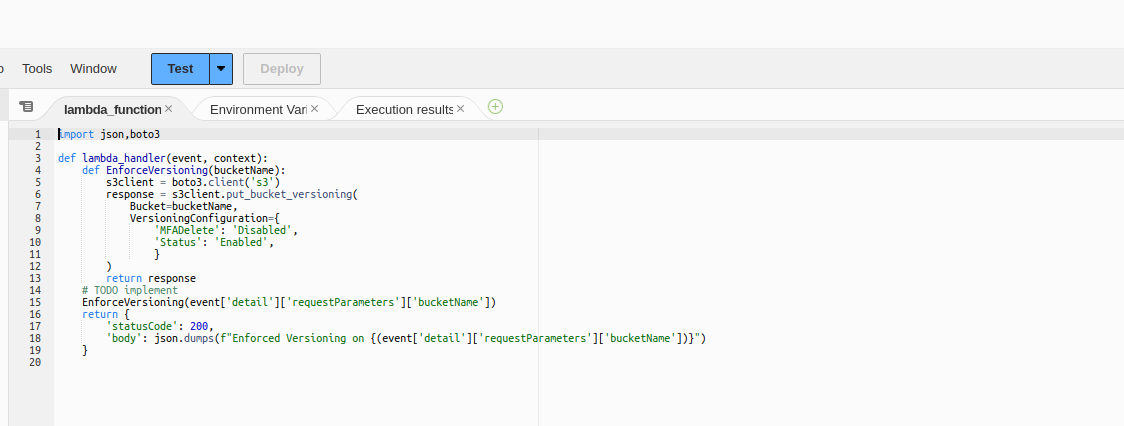 o Tools Window Test Deploy
lambda_function × Environment Vari × Execution results ×
1 import json,boto3
2
3 def lambda_handler(event, context):
4     def EnforceVersioning(bucketName):
5         s3client = boto3.client('s3')
6         response = s3client.put_bucket_versioning(
7             Bucket=bucketName,
8             VersioningConfiguration={
9                 'MFADelete': 'Disabled',
10                 'Status': 'Enabled',
11                 }
12         )
13         return response
14     # TODO implement
15     EnforceVersioning(event['detail']['requestParameters']['bucketName'])
16     return {
17         'statusCode': 200,
18         'body': json.dumps(f"Enforced Versioning on {(event['detail']['requestParameters']['bucketName'])}")
19     }
20